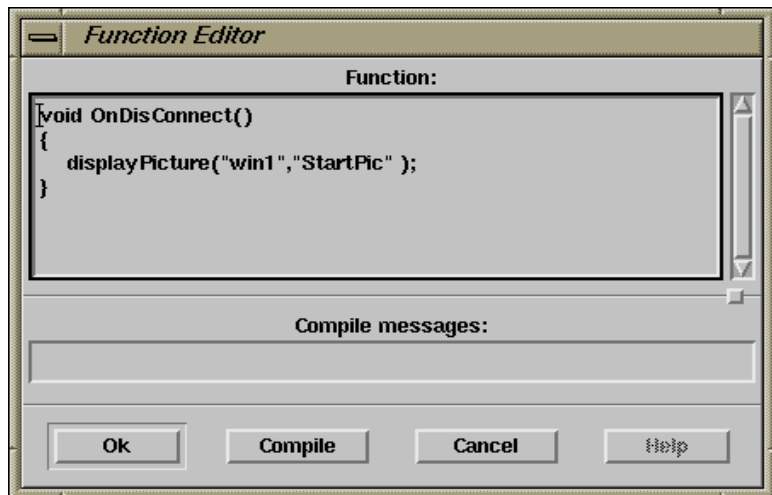 Function Editor
Function:
void OnDisConnect()
{
displayPicture("win1","StartPic" );
}
Compile messages:
Ok
Compile
Cancel
Help